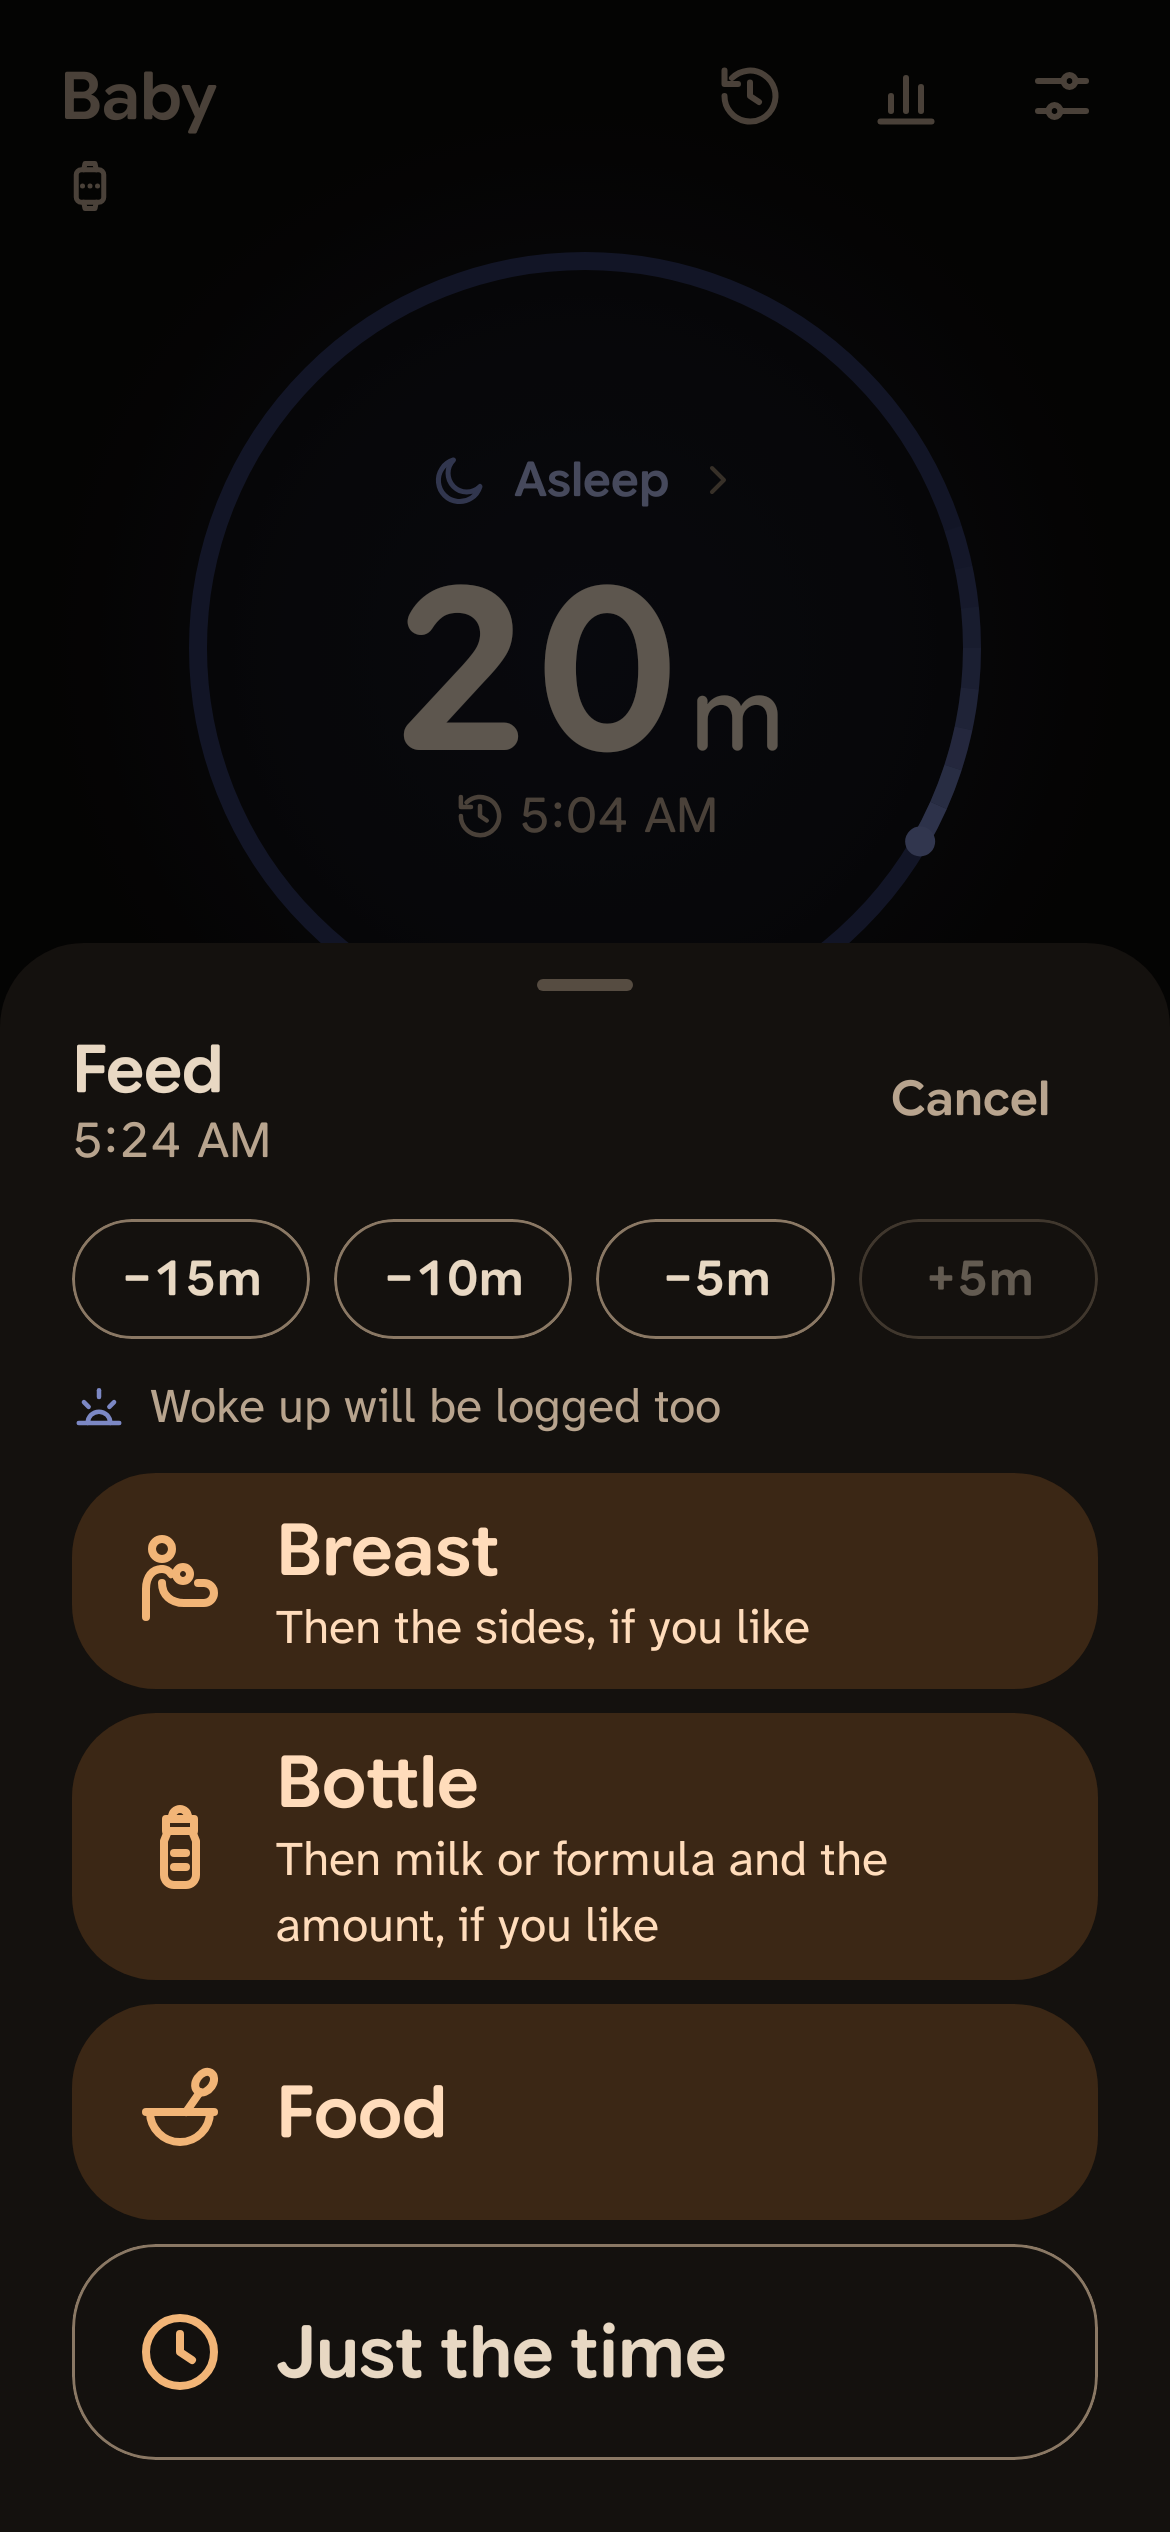 Baby
Asleep
20m
5:04 AM
Feed
Cancel
5:24 AM
−15m
−10m
−5m
+5m
Woke up will be logged too
Breast
Then the sides, if you like
Bottle
Then milk or formula and the
amount, if you like
Food
Just the time